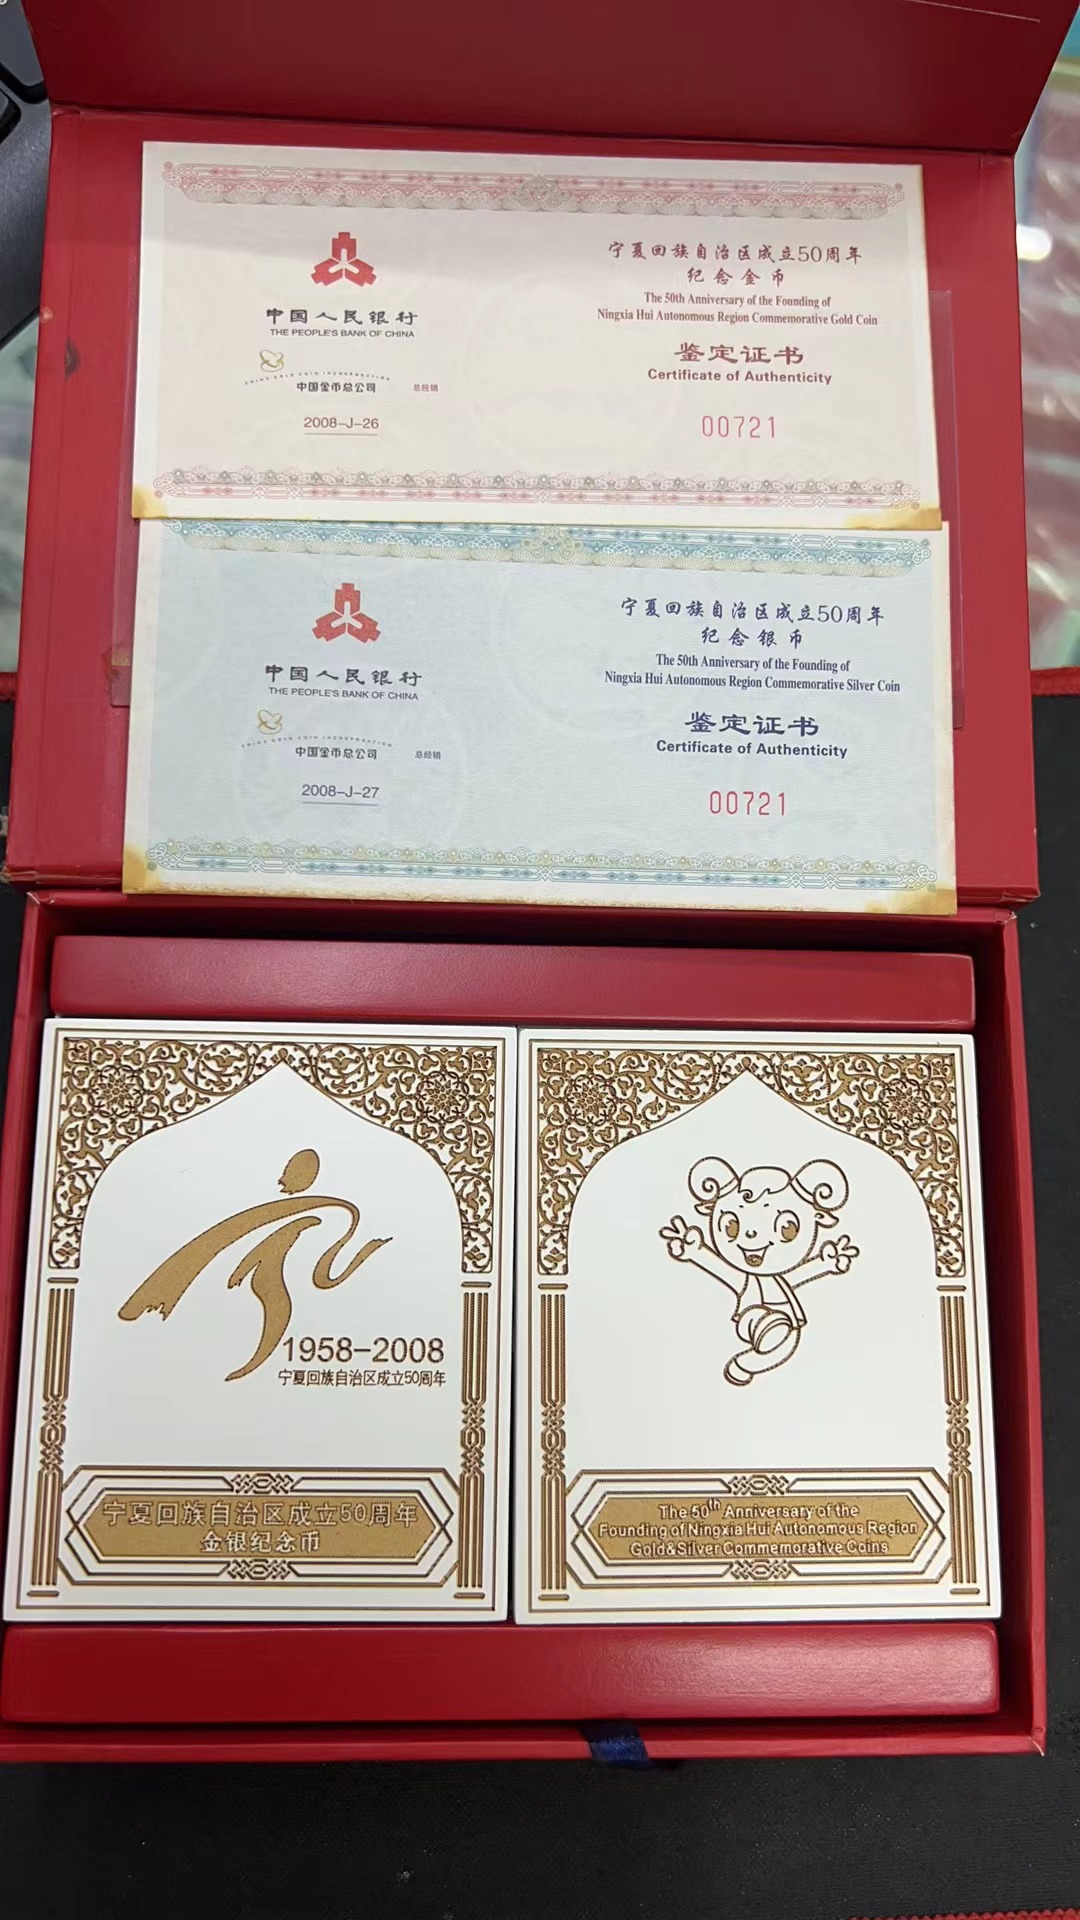 宁夏回族自治区成立50周年
纪念金币
The 50th Anniversary of the Founding of
Ningxia Hui Autonomous Region Commemorative Gold Coin
鉴定证书
Certificate of Authenticity
00721
中国人民银行
THE PEOPLE'S BANK OF CHINA
CHINA GOLD COIN INCORPORATION
中国金币总公司 总经销
2008-J-26
宁夏回族自治区成立50周年
纪念银币
The 50th Anniversary of the Founding of
Ningxia Hui Autonomous Region Commemorative Silver Coin
鉴定证书
Certificate of Authenticity
00721
中国人民银行
THE PEOPLE'S BANK OF CHINA
CHINA GOLD COIN INCORPORATION
中国金币总公司 总经销
2008-J-27
1958-2008
宁夏回族自治区成立50周年
宁夏回族自治区成立50周年
金银纪念币
The 50th Anniversary of the
Founding of Ningxia Hui Autonomous Region
Gold&Silver Commemorative Coins